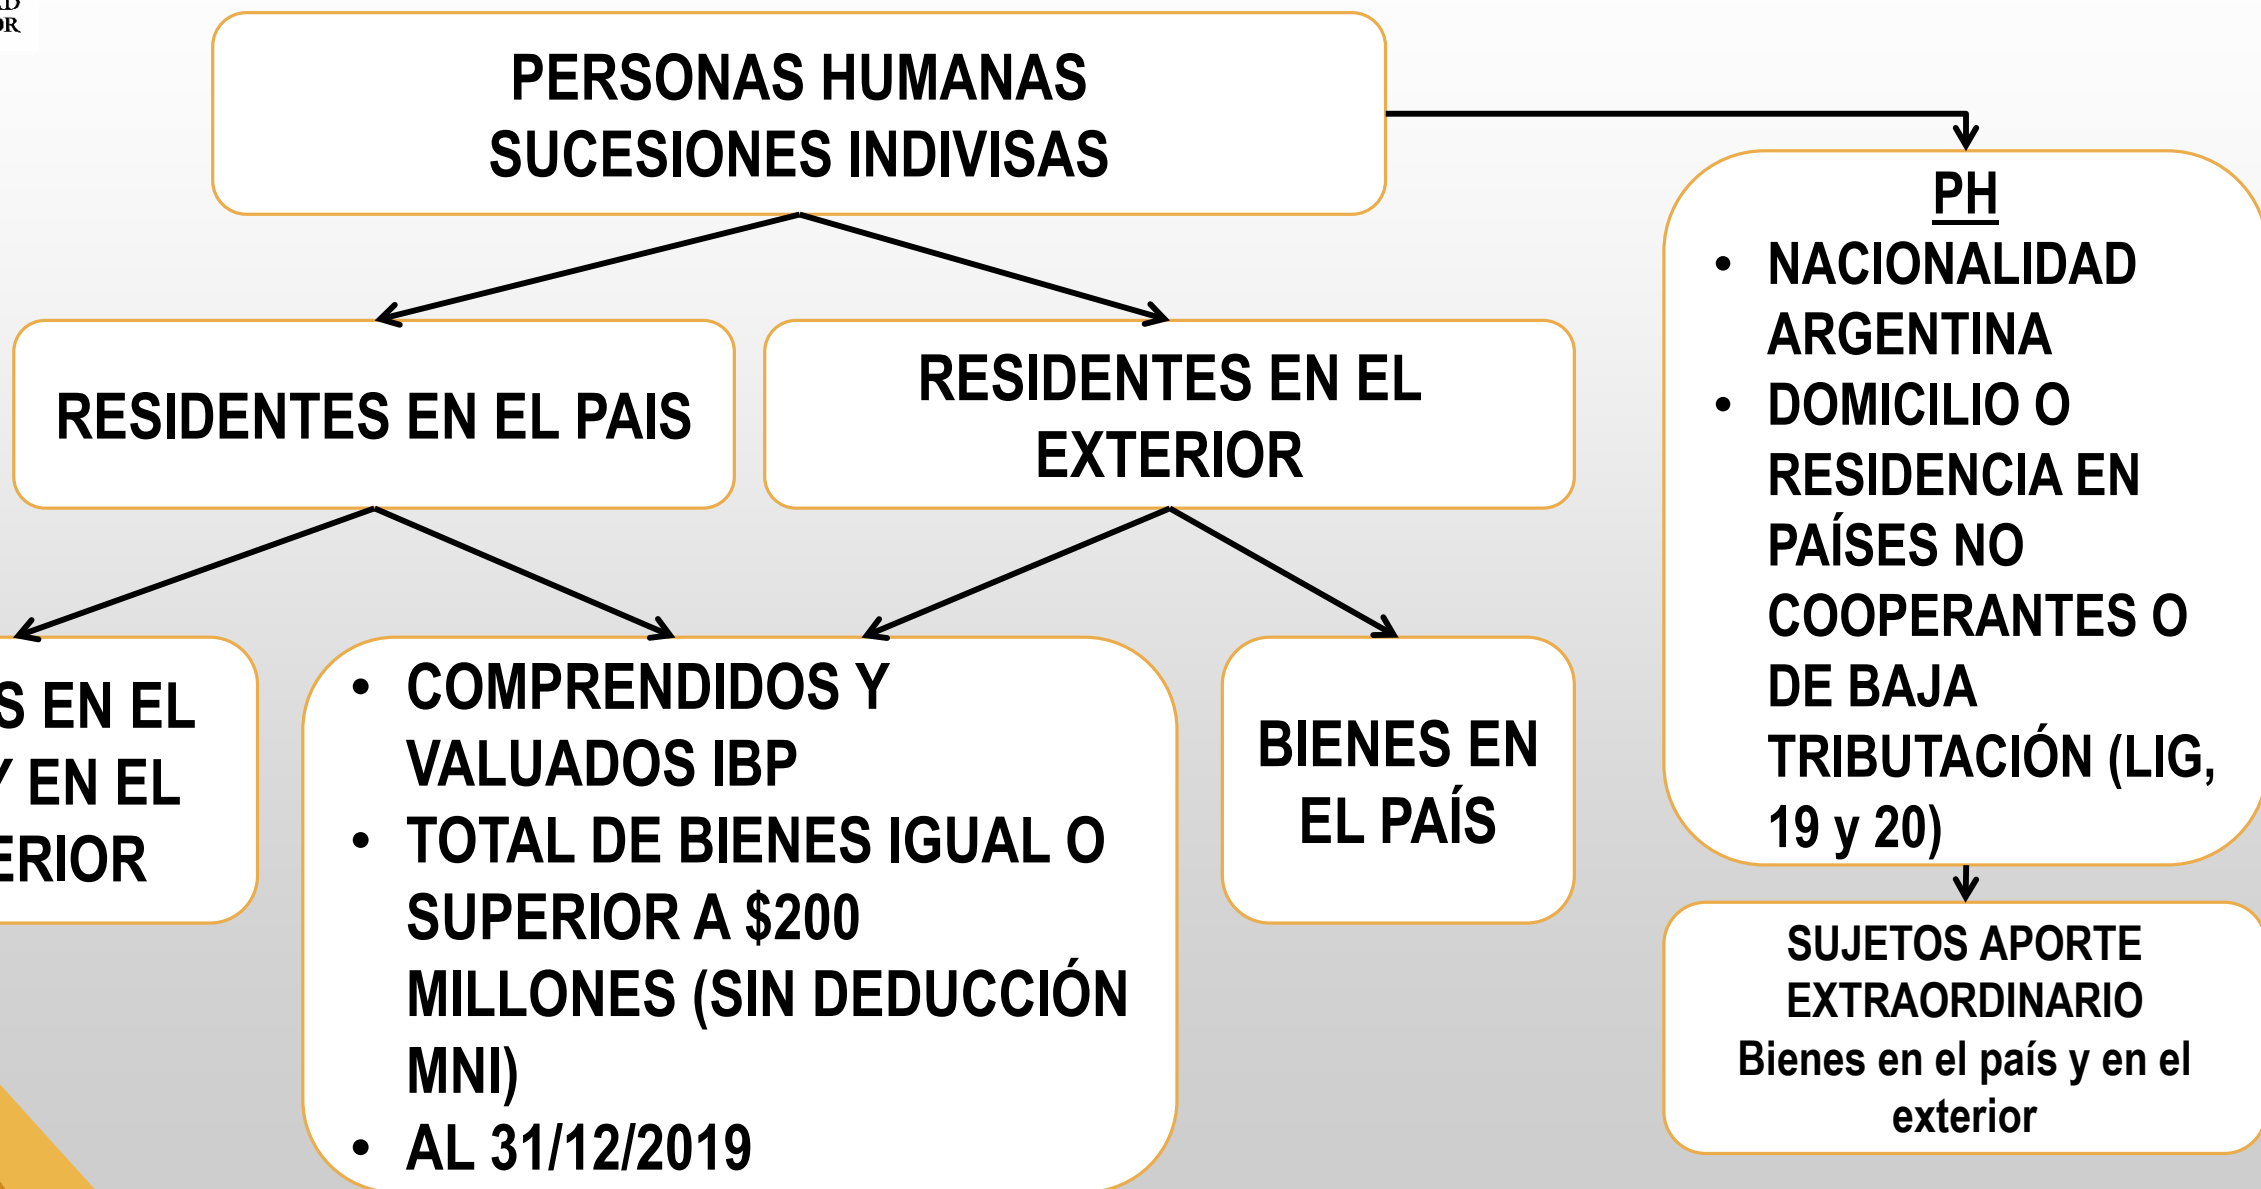 PERSONAS HUMANAS
SUCESIONES INDIVISAS
RESIDENTES EN EL PAIS
RESIDENTES EN EL
EXTERIOR
EN EL
Y EN EL
• COMPRENDIDOS Y
VALUADOS IBP
• TOTAL DE BIENES IGUAL O
SUPERIOR A $200
MILLONES (SIN DEDUCCIÓN
MNI)
• AL 31/12/2019
BIENES EN
EL PAÍS
PH
• NACIONALIDAD
ARGENTINA
• DOMICILIO O
RESIDENCIA EN
PAÍSES NO
COOPERANTES O
DE BAJA
TRIBUTACIÓN (LIG,
19 y 20)
SUJETOS APORTE
EXTRAORDINARIO
Bienes en el país y en el
exterior